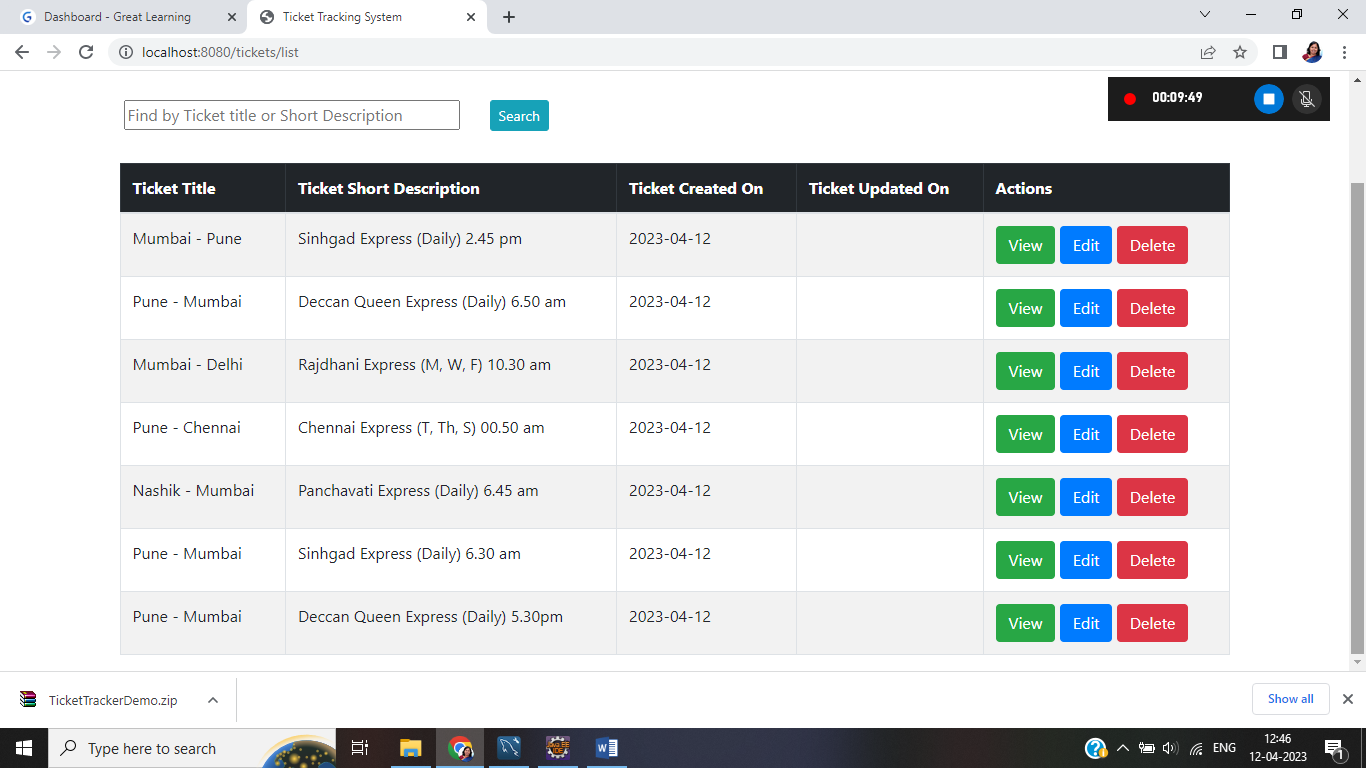 Dashboard - Great Learning
Ticket Tracking System
localhost:8080/tickets/list
00:09:49
Find by Ticket title or Short Description Search
Ticket Title Ticket Short Description Ticket Created On Ticket Updated On Actions
Mumbai - Pune Sinhgad Express (Daily) 2.45 pm 2023-04-12 View Edit Delete
Pune - Mumbai Deccan Queen Express (Daily) 6.50 am 2023-04-12 View Edit Delete
Mumbai - Delhi Rajdhani Express (M, W, F) 10.30 am 2023-04-12 View Edit Delete
Pune - Chennai Chennai Express (T, Th, S) 00.50 am 2023-04-12 View Edit Delete
Nashik - Mumbai Panchavati Express (Daily) 6.45 am 2023-04-12 View Edit Delete
Pune - Mumbai Sinhgad Express (Daily) 6.30 am 2023-04-12 View Edit Delete
Pune - Mumbai Deccan Queen Express (Daily) 5.30pm 2023-04-12 View Edit Delete
TicketTrackerDemo.zip Show all
Type here to search
ENG
12:46
12-04-2023
1